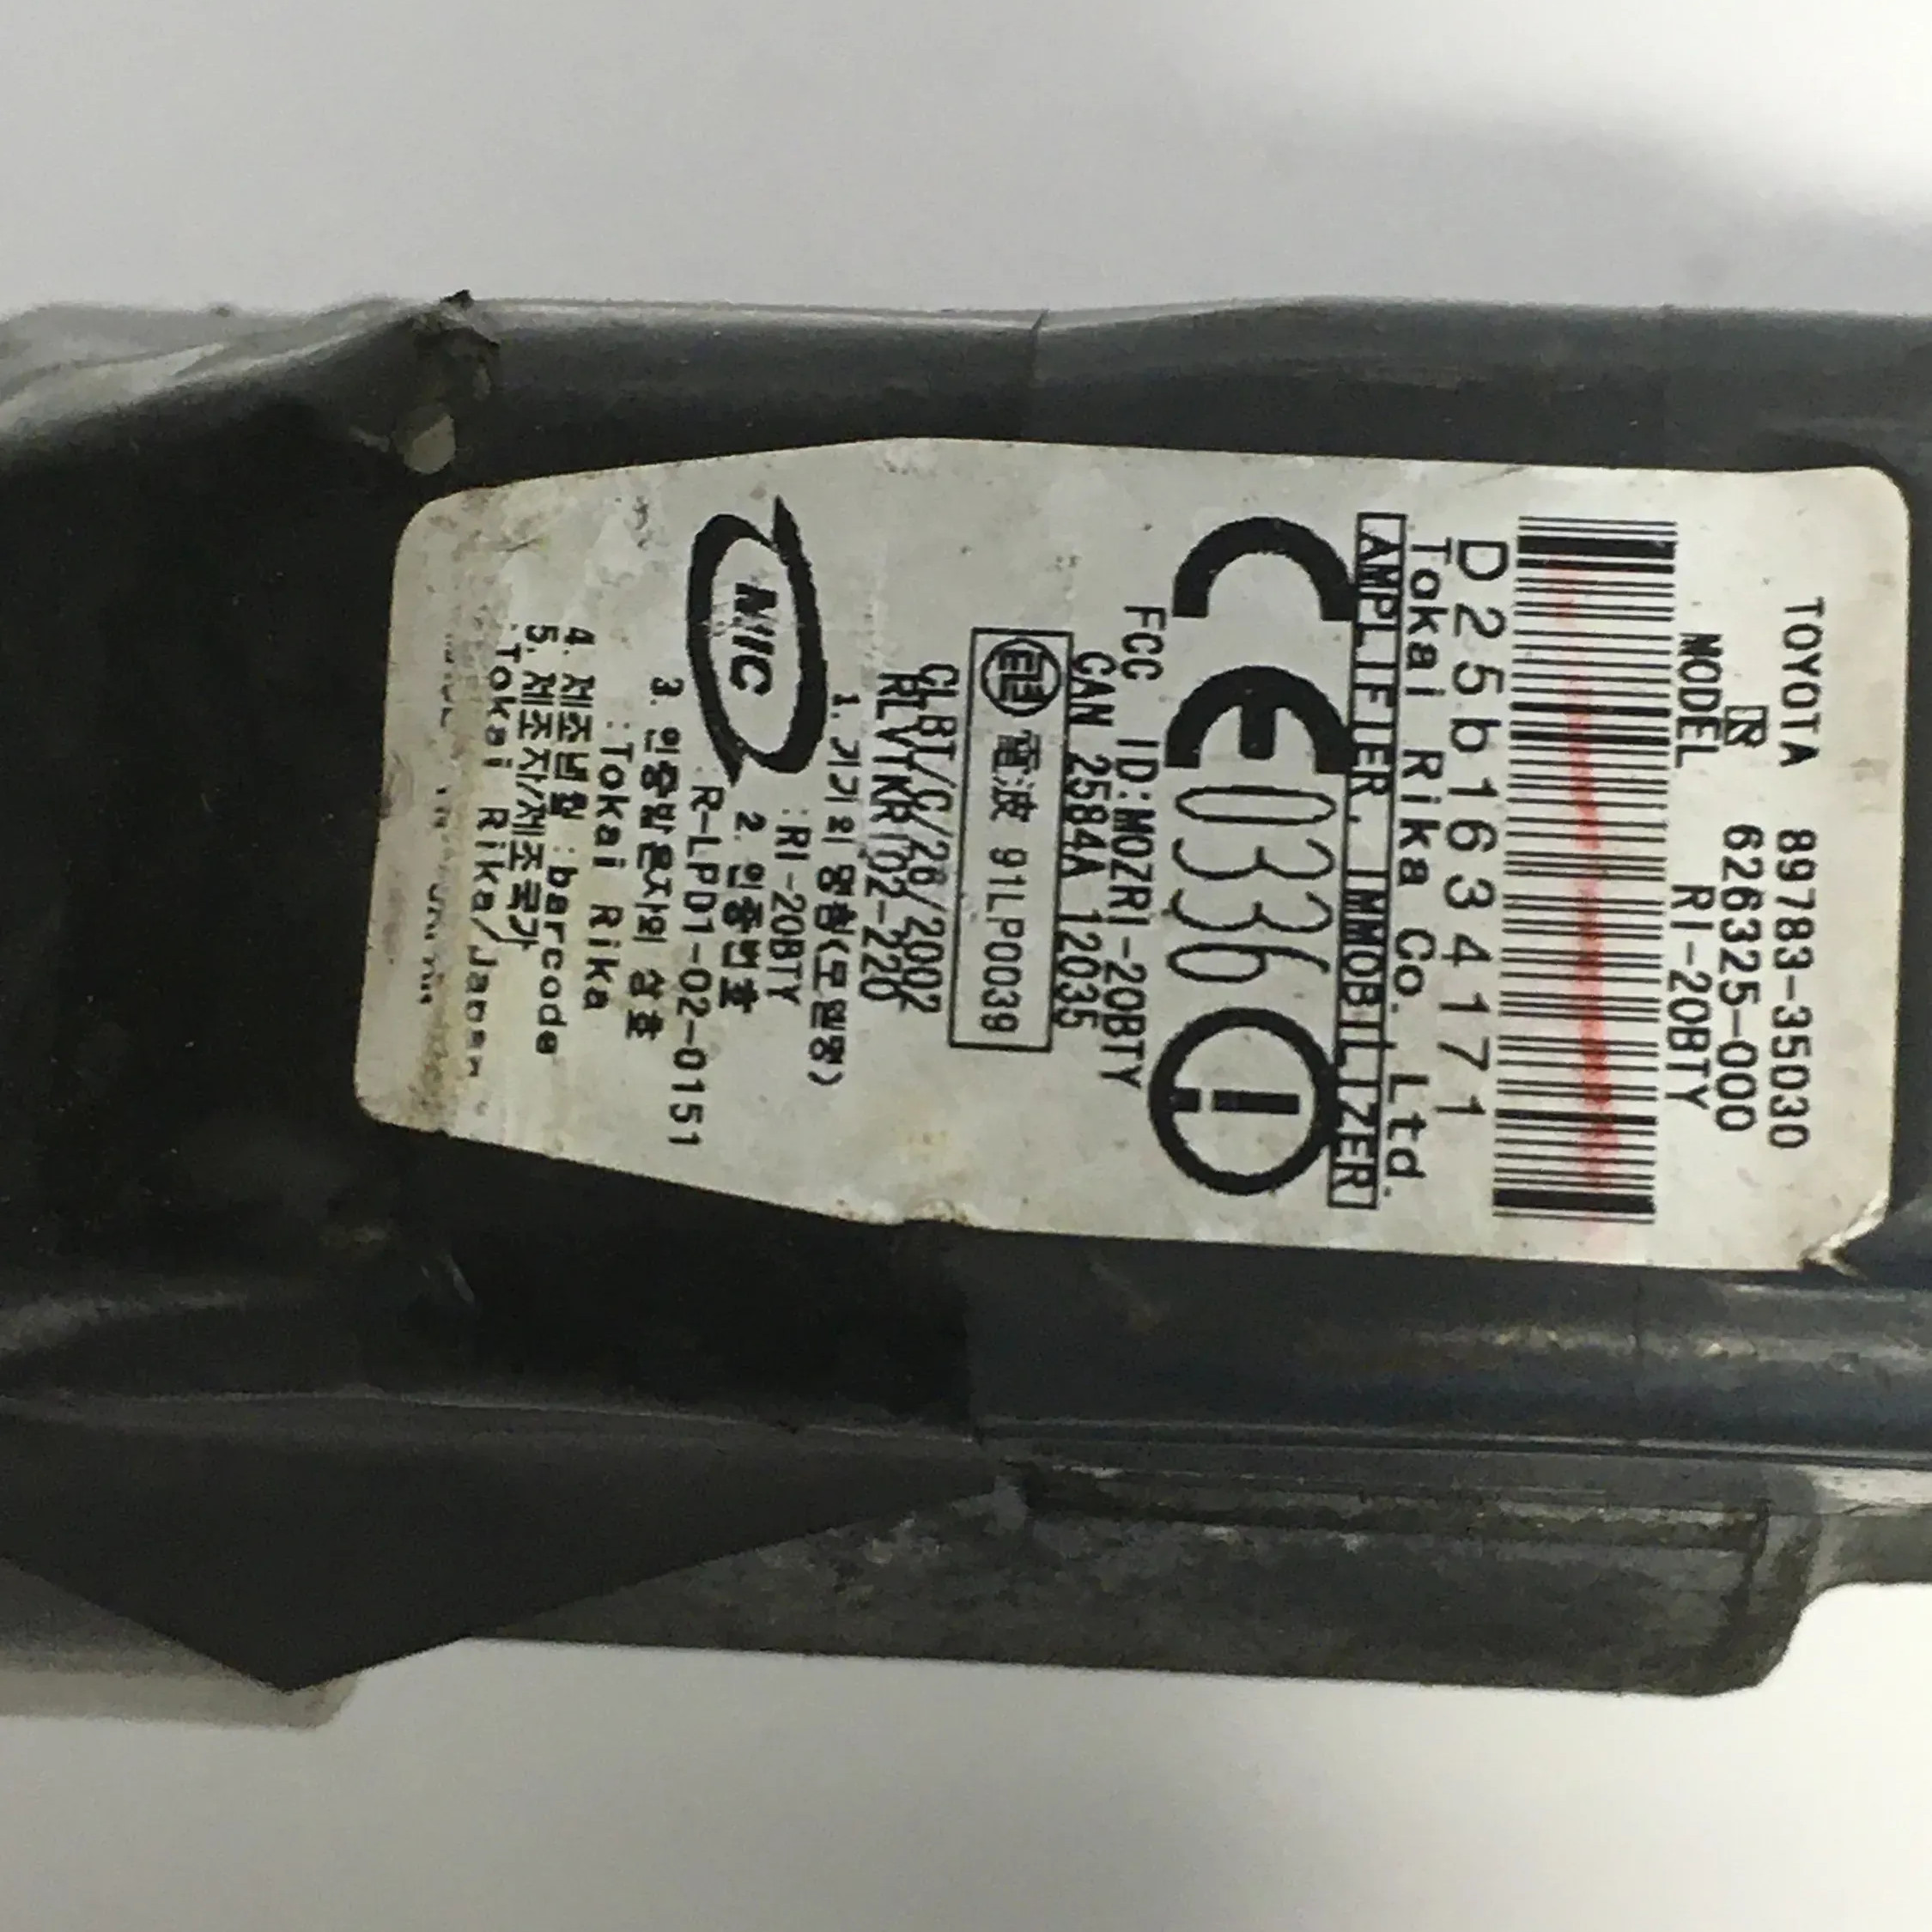 TOYOTA 89783-35030
R 626325-000
MODEL RI-20BTY
D25b1634171
Tokai Rika Co. Ltd.
AMPLIFIER, IMMOBILIZER
CE0336
FCC ID:MOZRI-20BTY
CAN 2584A 12035
電波 91LP0039
CLBT/C/28/2002
RLVTKRI02-220
1. 기기의 명칭(모델명)
:RI-20BTY
MIC
2. 인증번호
:R-LPD1-02-0151
3. 인증받은자의 상호
:Tokai Rika
4. 제조년월 :barcode
5. 제조자/제조국가
:Tokai Rika/Japan